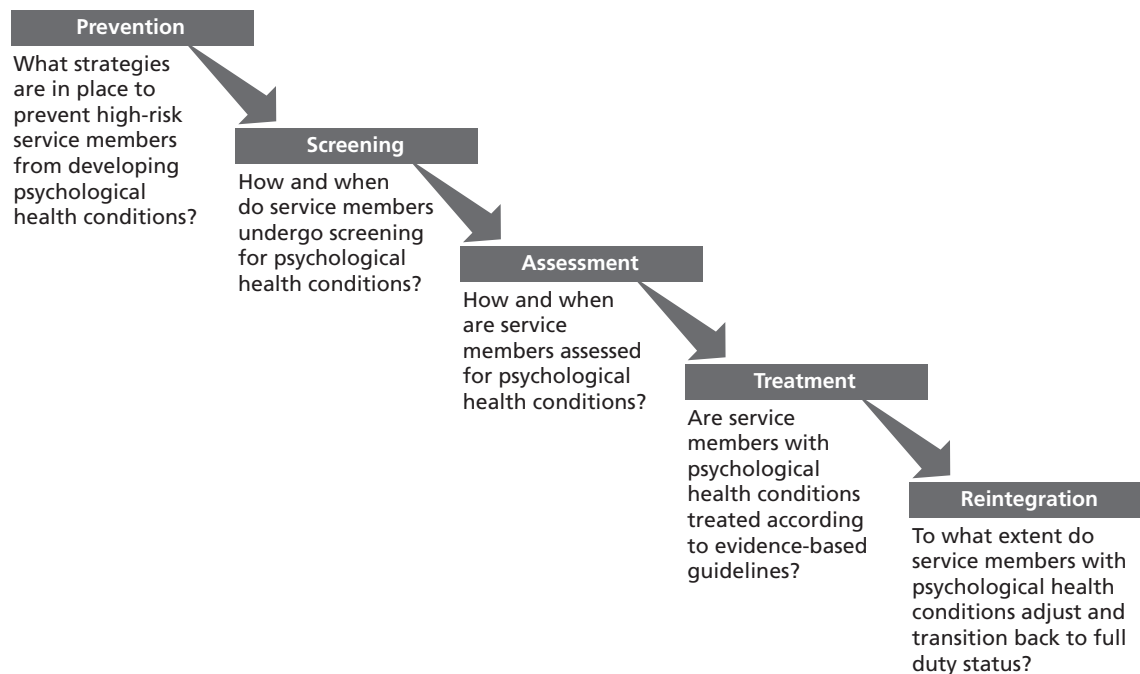 Prevention
What strategies
are in place to
prevent high-risk
service members
from developing
psychological
health conditions?
Screening
How and when
do service members
undergo screening
for psychological
health conditions?
Assessment
How and when
are service
members assessed
for psychological
health conditions?
Treatment
Are service
members with
psychological
health conditions
treated according
to evidence-based
guidelines?
Reintegration
To what extent do
service members with
psychological health
conditions adjust and
transition back to full
duty status?